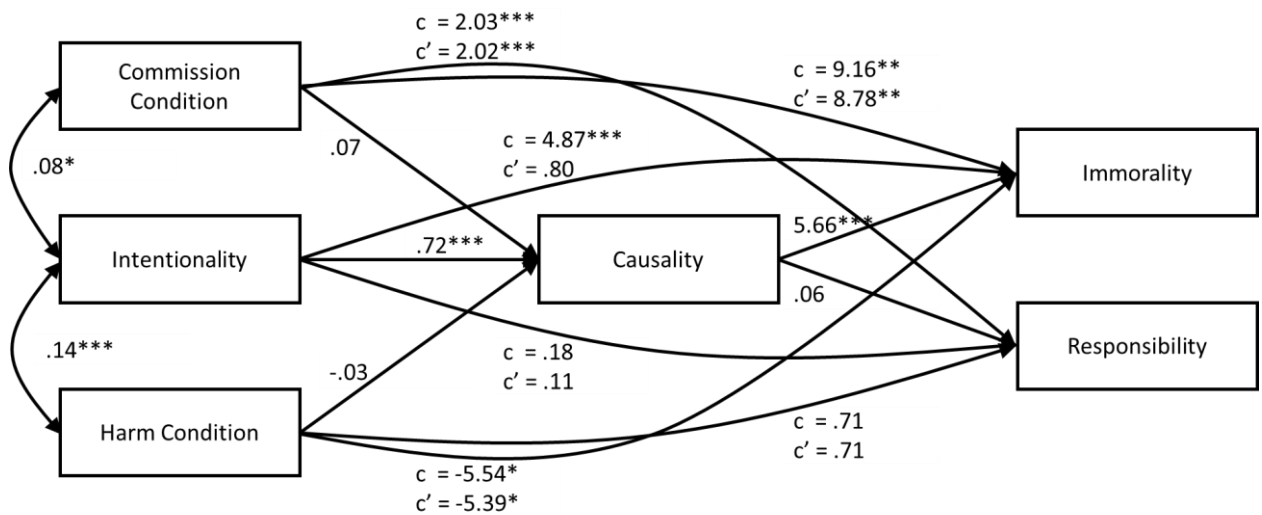 c = 2.03***
c’ = 2.02***
Commission
Condition
c = 9.16**
c’ = 8.78**
.07
c = 4.87***
c’ = .80
.08*
Immorality
Intentionality
.72***
Causality
5.66***
.06
.14***
-.03
c = .18
c’ = .11
Responsibility
Harm Condition
c = .71
c’ = .71
c = -5.54*
c’ = -5.39*